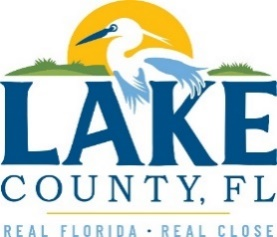 LAKE
COUNTY, FL
REAL FLORIDA • REAL CLOSE